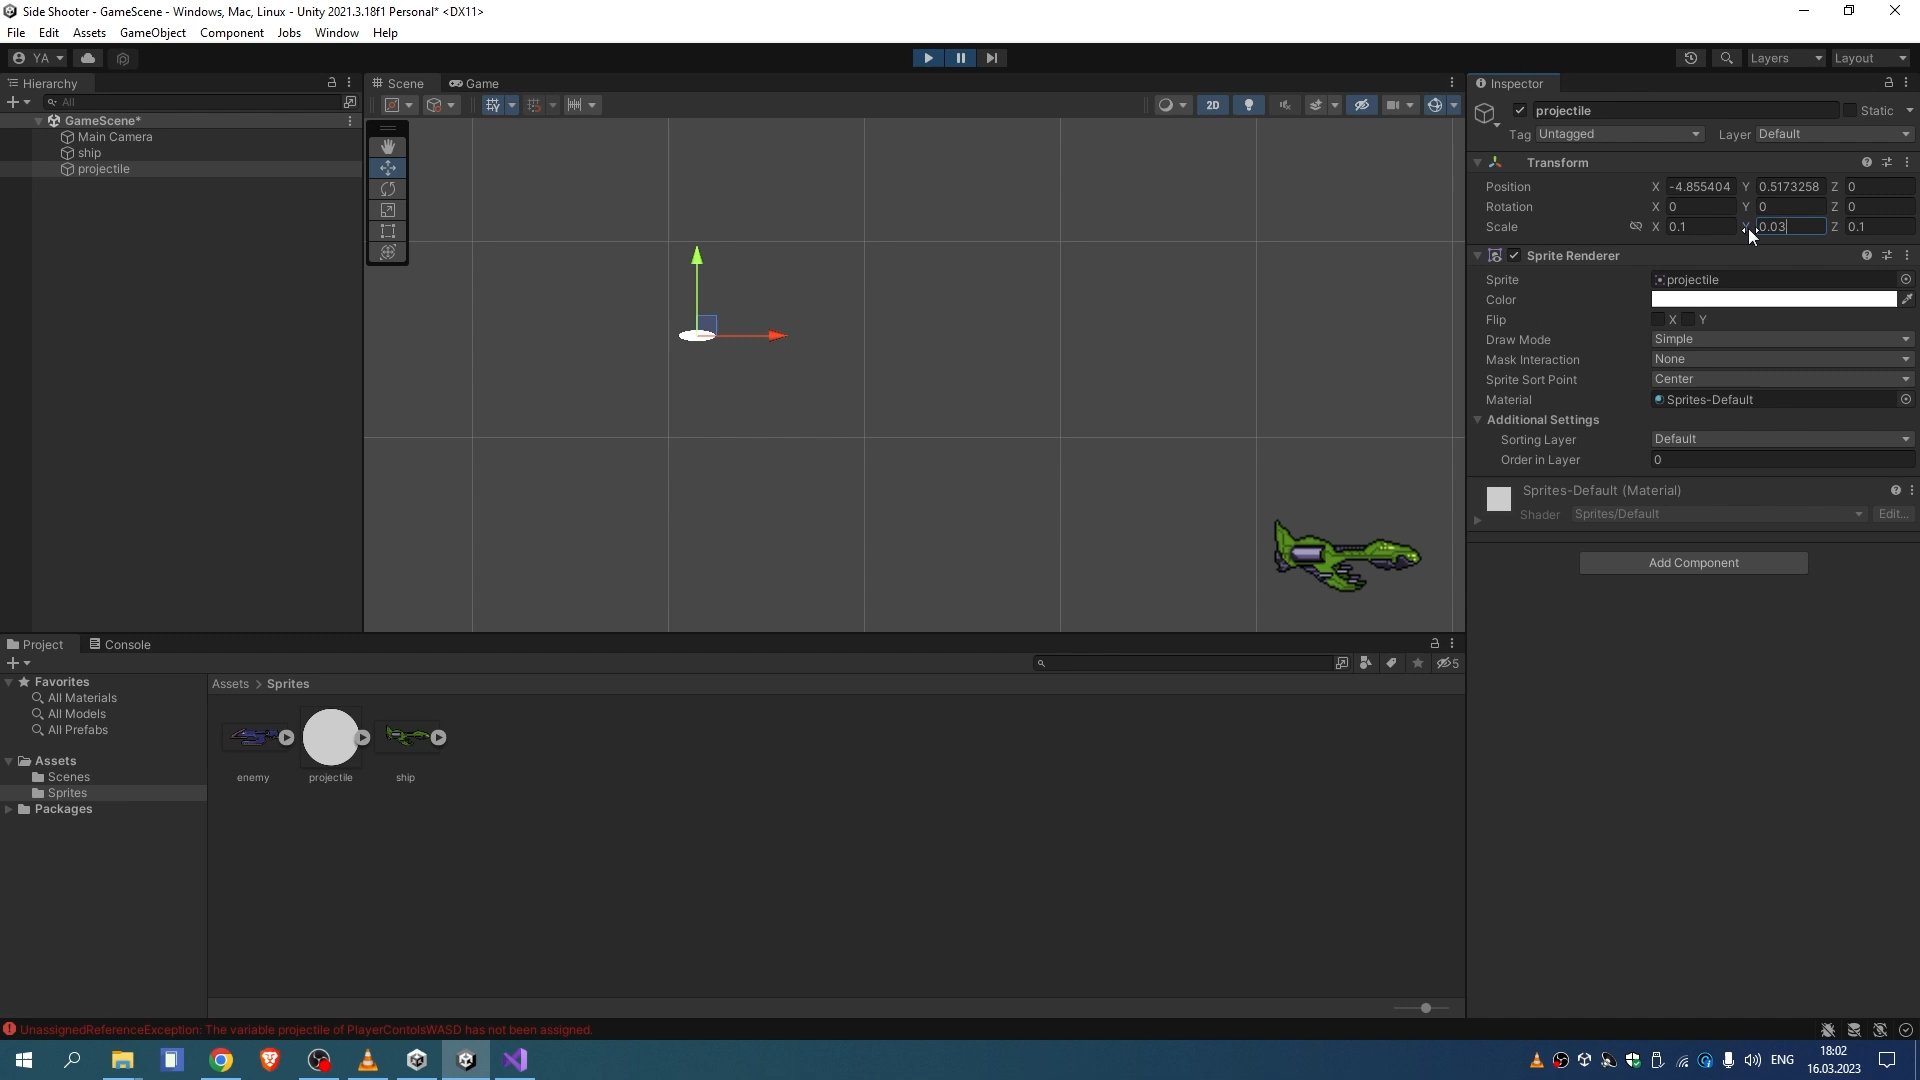 Side Shooter - GameScene - Windows, Mac, Linux - Unity 2021.3.18f1 Personal* <DX11>
File Edit Assets GameObject Component Jobs Window Help
YA Layers Layout
Hierarchy Scene Game Inspector
All
GameScene*
Main Camera
ship
projectile
2D
projectile Static
Tag Untagged Layer Default
Transform
Position X -4.855404 Y 0.5173258 Z 0
Rotation X 0 Y 0 Z 0
Scale X 0.1 Y 0.03 Z 0.1
Sprite Renderer
Sprite projectile
Color
Flip X Y
Draw Mode Simple
Mask Interaction None
Sprite Sort Point Center
Material Sprites-Default
Additional Settings
Sorting Layer Default
Order in Layer 0
Sprites-Default (Material)
Shader Sprites/Default Edit...
Add Component
Project Console
5
Favorites
All Materials
All Models
All Prefabs
Assets
Scenes
Sprites
Packages
Assets > Sprites
enemy projectile ship
UnassignedReferenceException: The variable projectile of PlayerContolsWASD has not been assigned.
ENG
18:02
16.03.2023